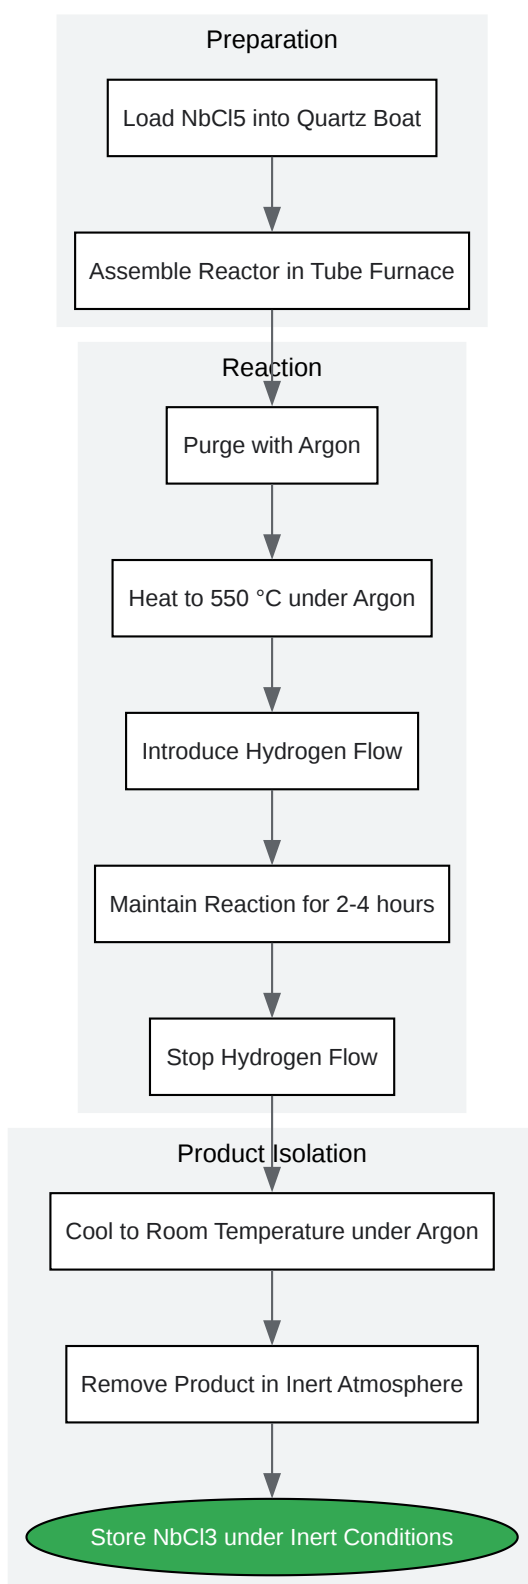 Preparation
Load NbCl5 into Quartz Boat
Assemble Reactor in Tube Furnace
Reaction
Purge with Argon
Heat to 550 °C under Argon
Introduce Hydrogen Flow
Maintain Reaction for 2-4 hours
Stop Hydrogen Flow
Product Isolation
Cool to Room Temperature under Argon
Remove Product in Inert Atmosphere
Store NbCl3 under Inert Conditions